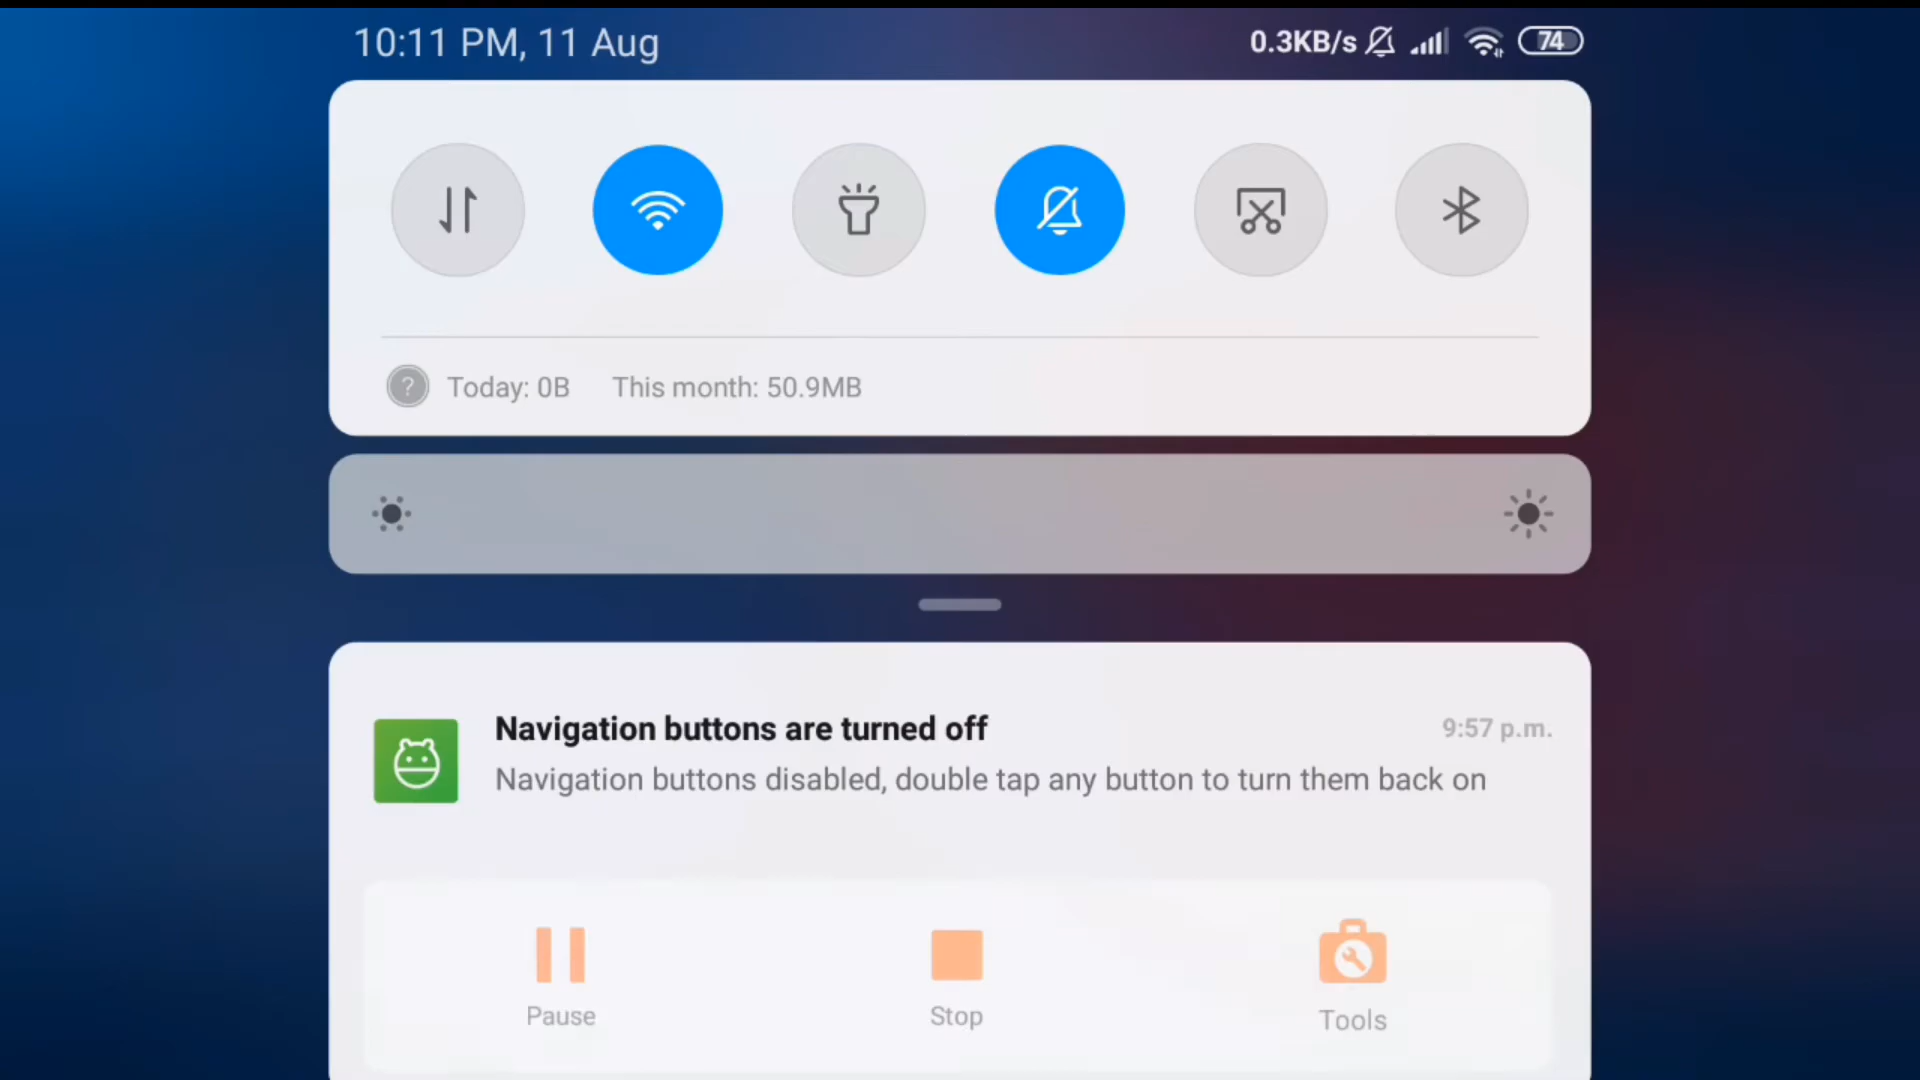 10:11 PM, 11 Aug
0.3KB/s 74
Today: 0B This month: 50.9MB
Navigation buttons are turned off
9:57 p.m.
Navigation buttons disabled, double tap any button to turn them back on
Pause
Stop
Tools